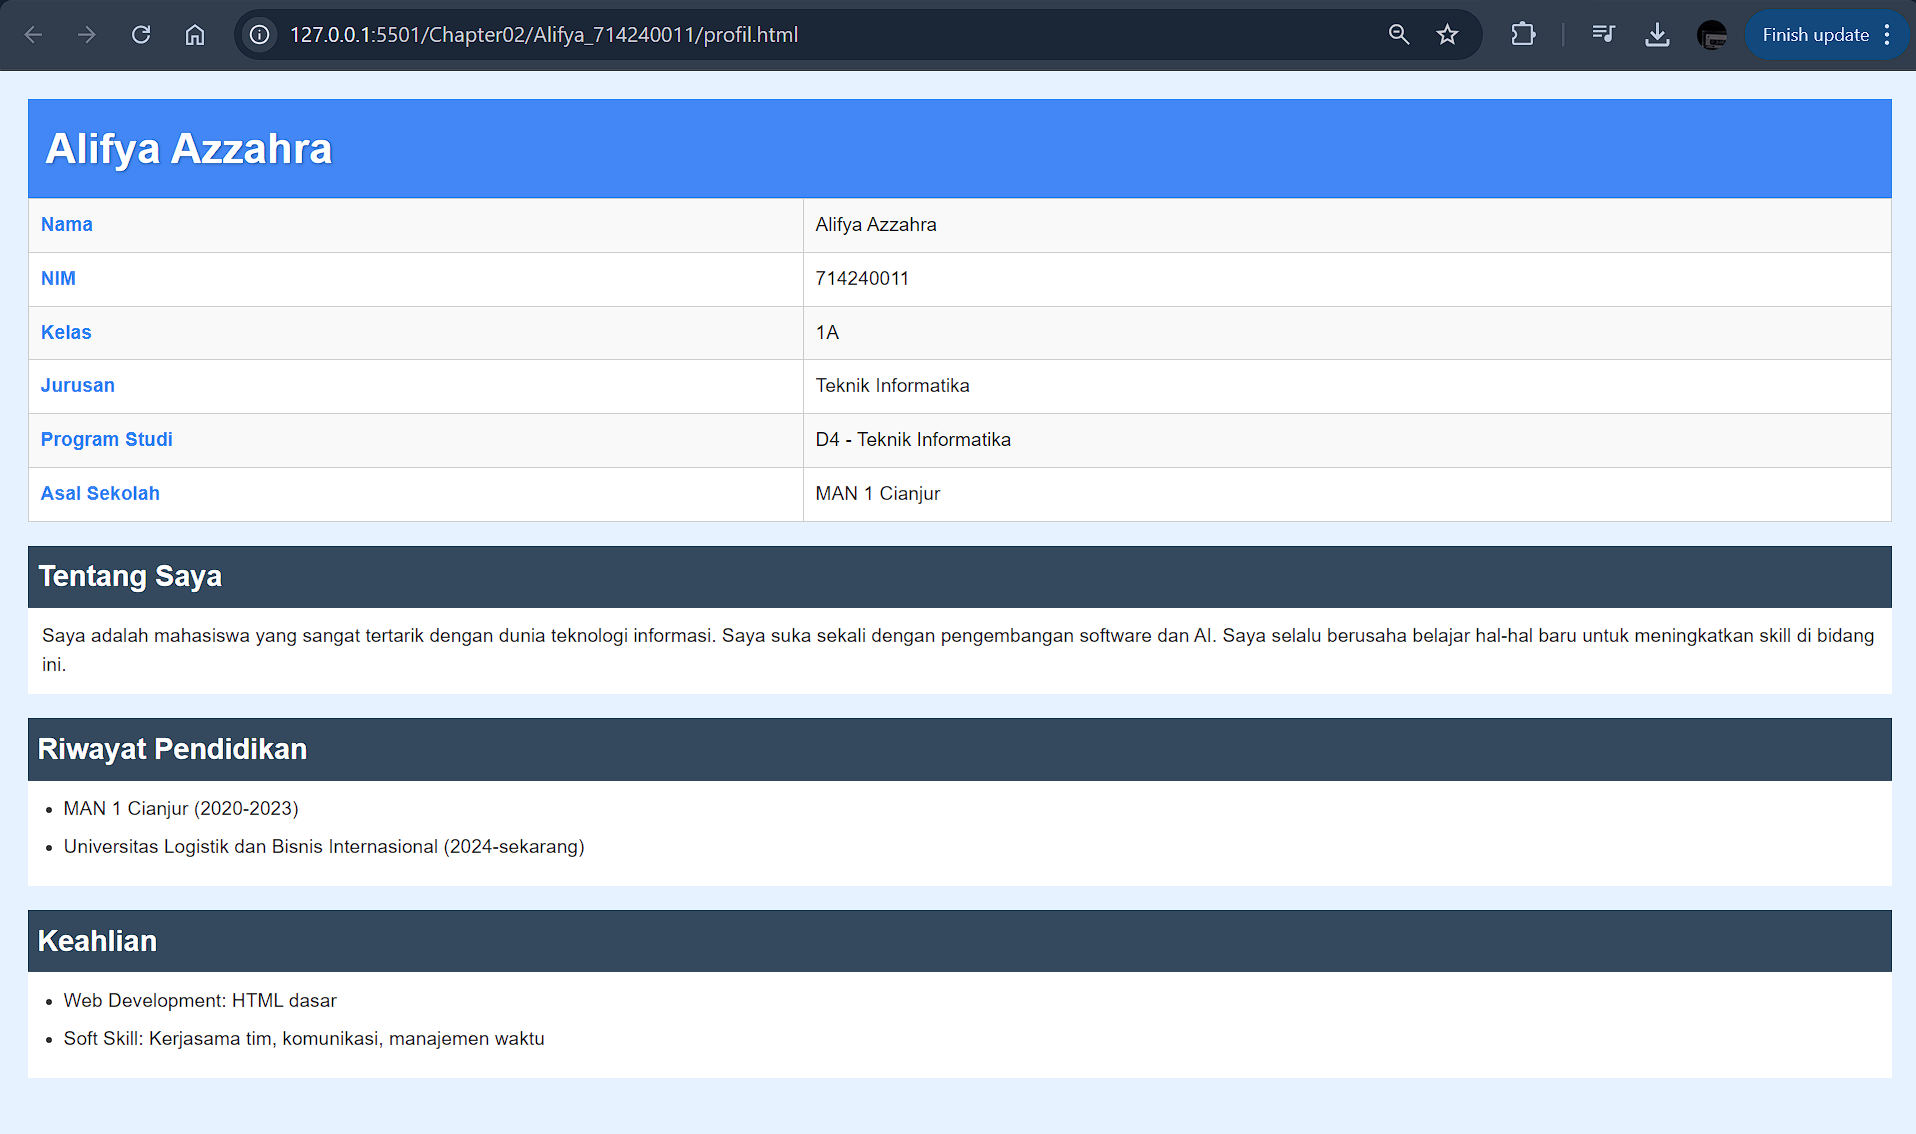 127.0.0.1:5501/Chapter02/Alifya_714240011/profil.html
Finish update
Alifya Azzahra
Nama Alifya Azzahra
NIM 714240011
Kelas 1A
Jurusan Teknik Informatika
Program Studi D4 - Teknik Informatika
Asal Sekolah MAN 1 Cianjur
Tentang Saya
Saya adalah mahasiswa yang sangat tertarik dengan dunia teknologi informasi. Saya suka sekali dengan pengembangan software dan AI. Saya selalu berusaha belajar hal-hal baru untuk meningkatkan skill di bidang
ini.
Riwayat Pendidikan
• MAN 1 Cianjur (2020-2023)
• Universitas Logistik dan Bisnis Internasional (2024-sekarang)
Keahlian
• Web Development: HTML dasar
• Soft Skill: Kerjasama tim, komunikasi, manajemen waktu